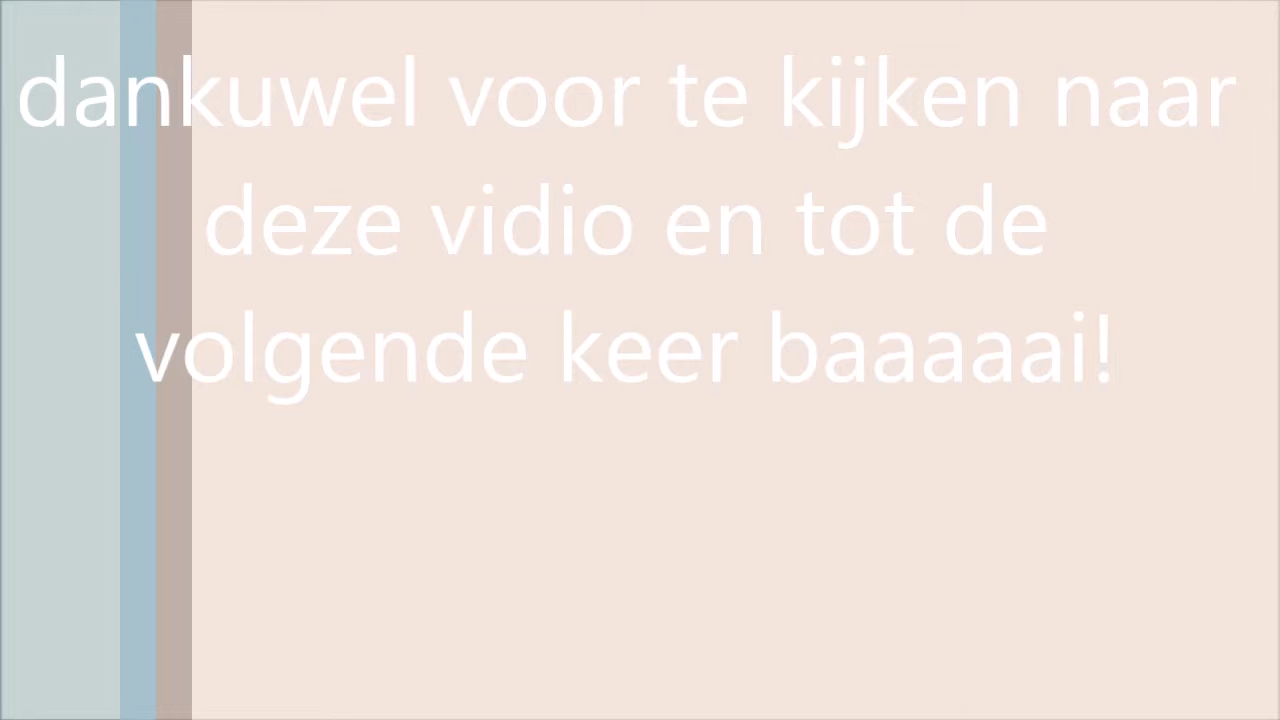 dankuwel voor te kijken naar
deze vidio en tot de
volgende keer baaaaai!